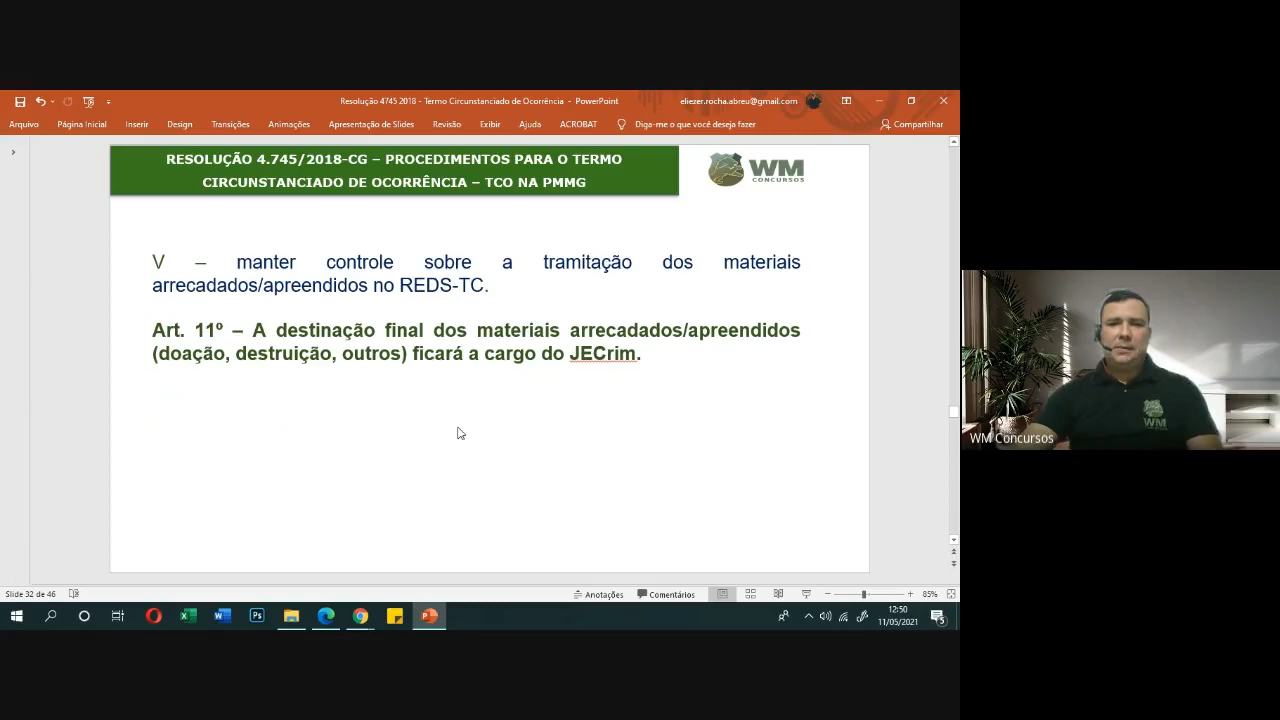 Resolução 4745 2018 - Termo Circunstanciado de Ocorrência - PowerPoint
eliezer.rocha.abreu@gmail.com
Arquivo Página Inicial Inserir Design Transições Animações Apresentação de Slides Revisão Exibir Ajuda ACROBAT Diga-me o que você deseja fazer Compartilhar
RESOLUÇÃO 4.745/2018-CG – PROCEDIMENTOS PARA O TERMO
CIRCUNSTANCIADO DE OCORRÊNCIA – TCO NA PMMG
WM
CONCURSOS
V – manter controle sobre a tramitação dos materiais
arrecadados/apreendidos no REDS-TC.
Art. 11º – A destinação final dos materiais arrecadados/apreendidos
(doação, destruição, outros) ficará a cargo do JECrim.
WM
WM Concursos
Slide 32 de 46 Anotações Comentários 85%
Ps
12:50
11/05/2021
5